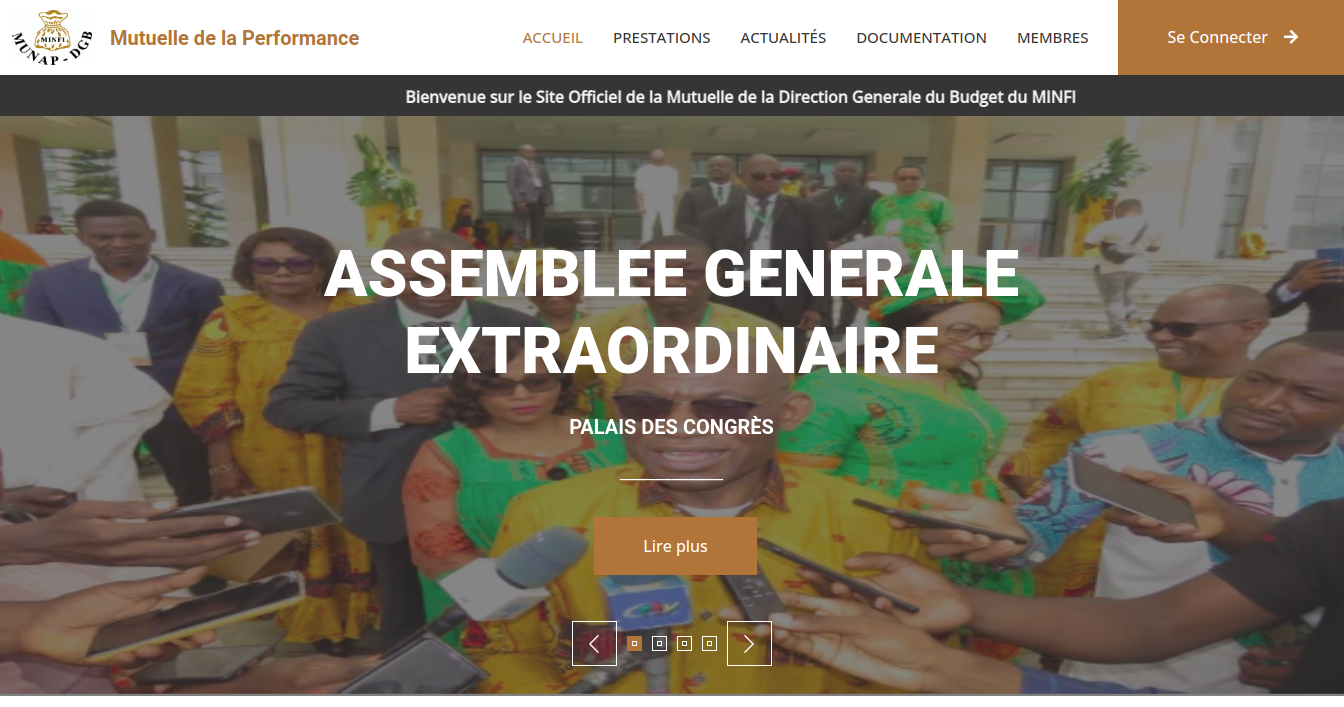 MINFI
MUNAP-DGB
Mutuelle de la Performance
ACCUEIL
PRESTATIONS
ACTUALITÉS
DOCUMENTATION
MEMBRES
Se Connecter
Bienvenue sur le Site Officiel de la Mutuelle de la Direction Generale du Budget du MINFI
ASSEMBLEE GENERALE
EXTRAORDINAIRE
PALAIS DES CONGRÈS
Lire plus